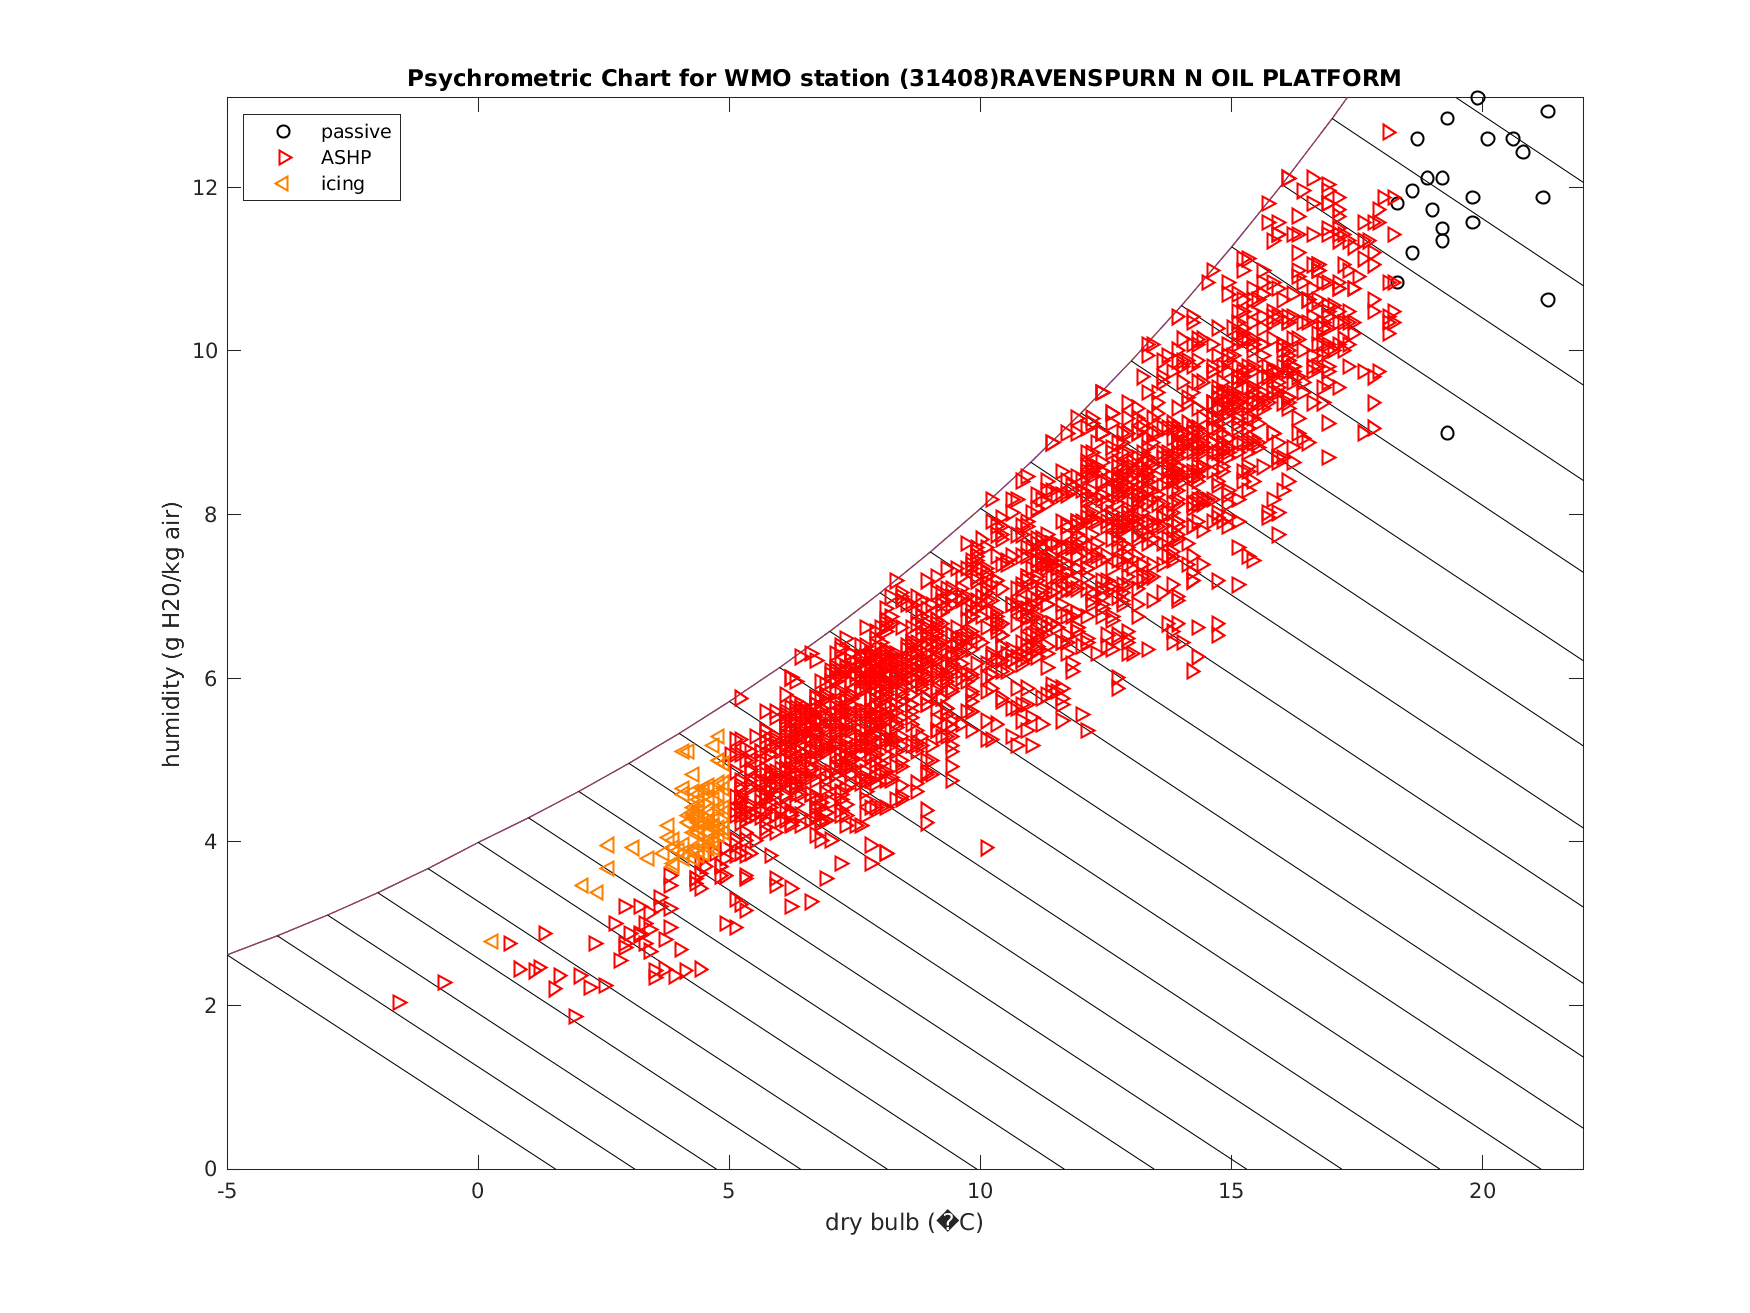 Psychrometric Chart for WMO station (31408)RAVENSPURN N OIL PLATFORM
passive
ASHP
icing
humidity (g H20/kg air)
12
10
8
6
4
2
0
-5 0 5 10 15 20
dry bulb (�C)